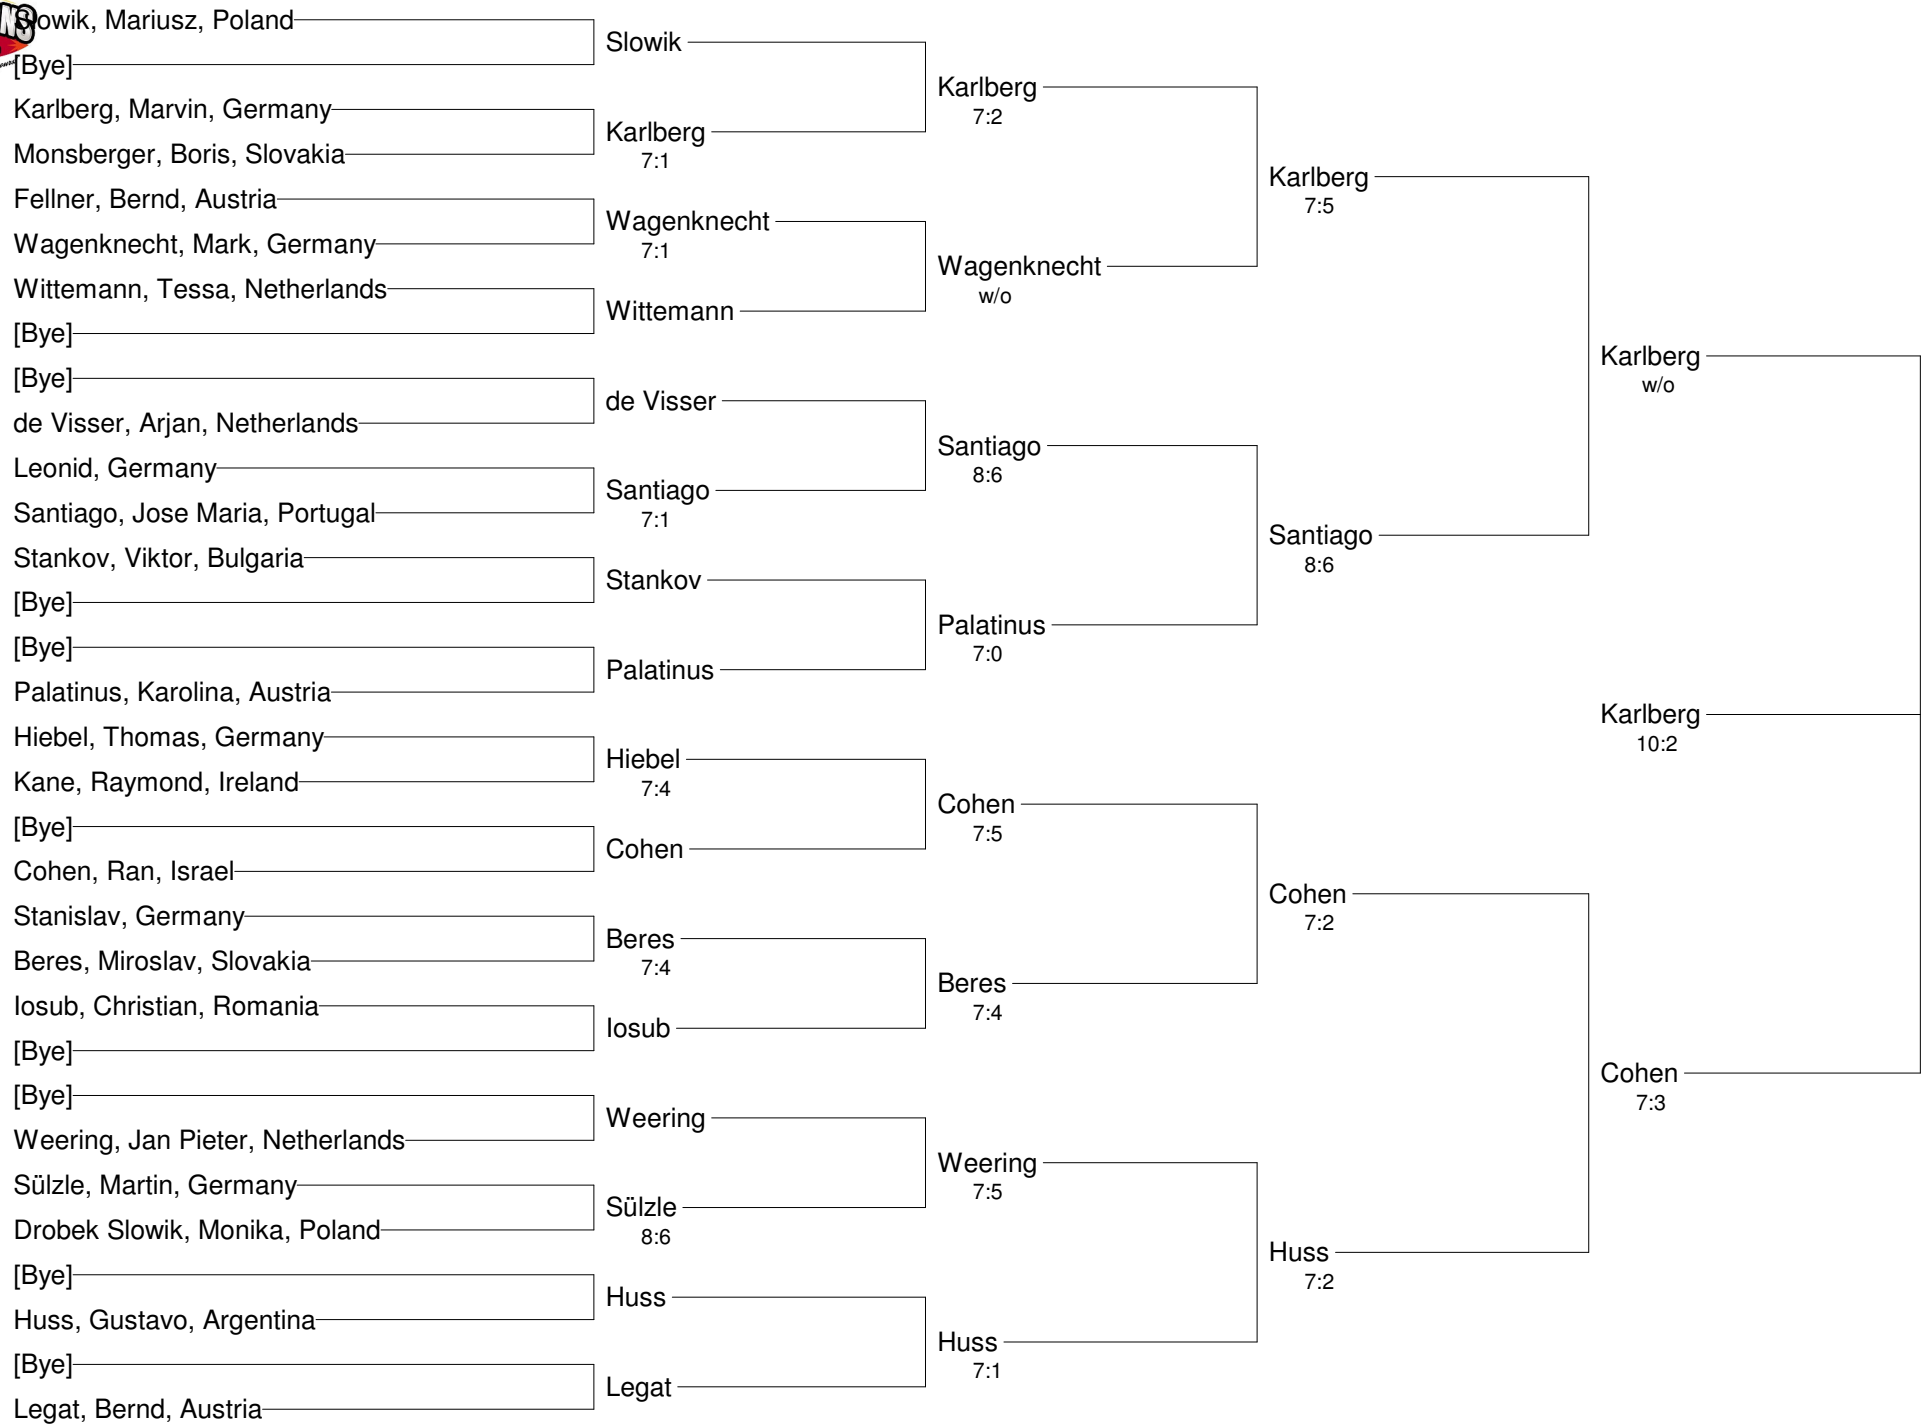 Slowik, Mariusz, Poland
[Bye]
Karlberg, Marvin, Germany
Monsberger, Boris, Slovakia
Fellner, Bernd, Austria
Wagenknecht, Mark, Germany
Wittemann, Tessa, Netherlands
[Bye]
[Bye]
de Visser, Arjan, Netherlands
Leonid, Germany
Santiago, Jose Maria, Portugal
Stankov, Viktor, Bulgaria
[Bye]
[Bye]
Palatinus, Karolina, Austria
Hiebel, Thomas, Germany
Kane, Raymond, Ireland
[Bye]
Cohen, Ran, Israel
Stanislav, Germany
Beres, Miroslav, Slovakia
Iosub, Christian, Romania
[Bye]
[Bye]
Weering, Jan Pieter, Netherlands
Sülzle, Martin, Germany
Drobek Slowik, Monika, Poland
[Bye]
Huss, Gustavo, Argentina
[Bye]
Legat, Bernd, Austria
Slowik
Karlberg
7:1
Wagenknecht
7:1
Wittemann
de Visser
Santiago
7:1
Stankov
Palatinus
Hiebel
7:4
Cohen
Beres
7:4
Iosub
Weering
Sülzle
8:6
Huss
Legat
Karlberg
7:2
Wagenknecht
w/o
Santiago
8:6
Palatinus
7:0
Cohen
7:5
Beres
7:4
Weering
7:5
Huss
7:1
Karlberg
7:5
Santiago
8:6
Cohen
7:2
Huss
7:2
Karlberg
w/o
Karlberg
10:2
Cohen
7:3